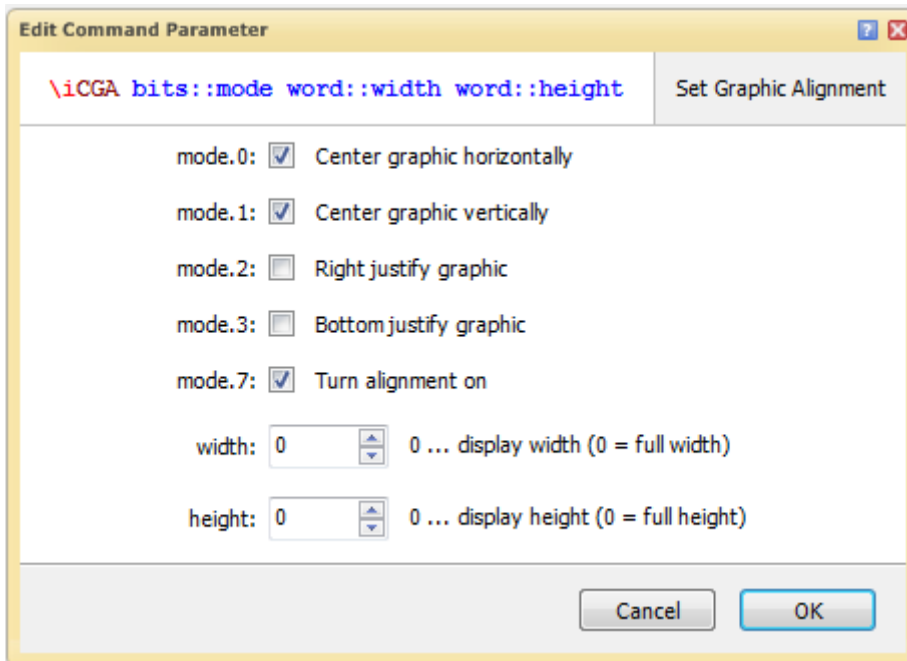 Edit Command Parameter
\iCGA bits::mode word::width word::height Set Graphic Alignment
mode.0: Center graphic horizontally
mode.1: Center graphic vertically
mode.2: Right justify graphic
mode.3: Bottom justify graphic
mode.7: Turn alignment on
width: 0 0 ... display width (0 = full width)
height: 0 0 ... display height (0 = full height)
Cancel OK